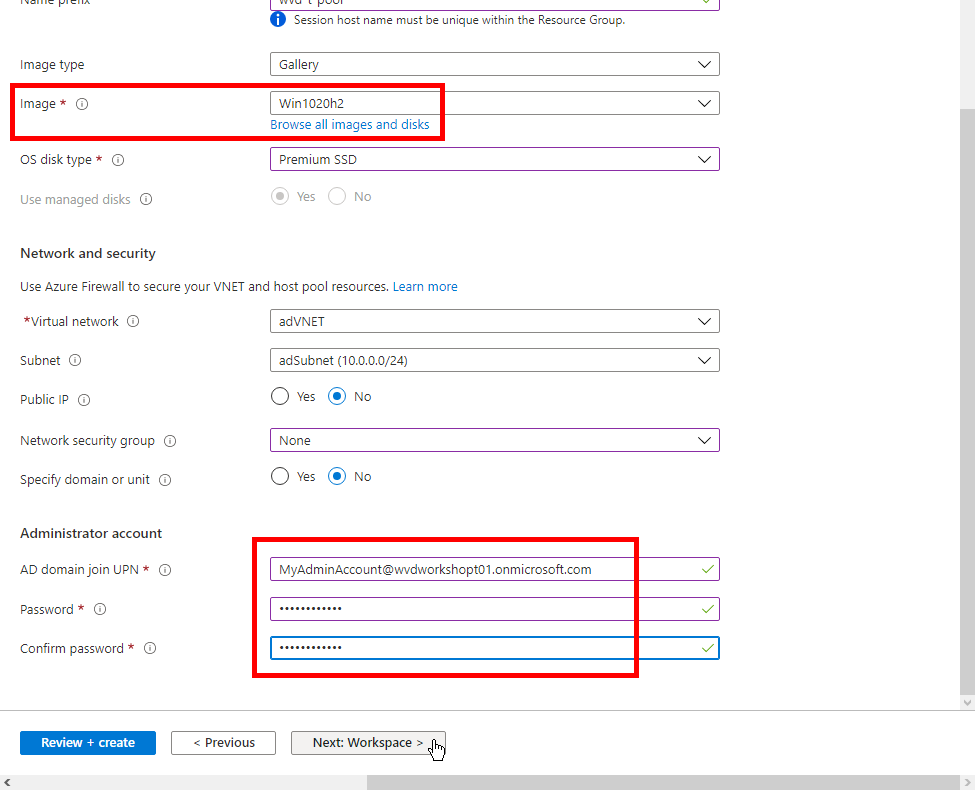 Name prefix wvd-t-pool
Session host name must be unique within the Resource Group.
Image type Gallery
Image * Win1020h2
Browse all images and disks
OS disk type * Premium SSD
Use managed disks Yes No
Network and security
Use Azure Firewall to secure your VNET and host pool resources. Learn more
*Virtual network adVNET
Subnet adSubnet (10.0.0.0/24)
Public IP Yes No
Network security group None
Specify domain or unit Yes No
Administrator account
AD domain join UPN * MyAdminAccount@wvdworkshopt01.onmicrosoft.com
Password * ••••••••••••
Confirm password * ••••••••••••
Review + create < Previous Next: Workspace >